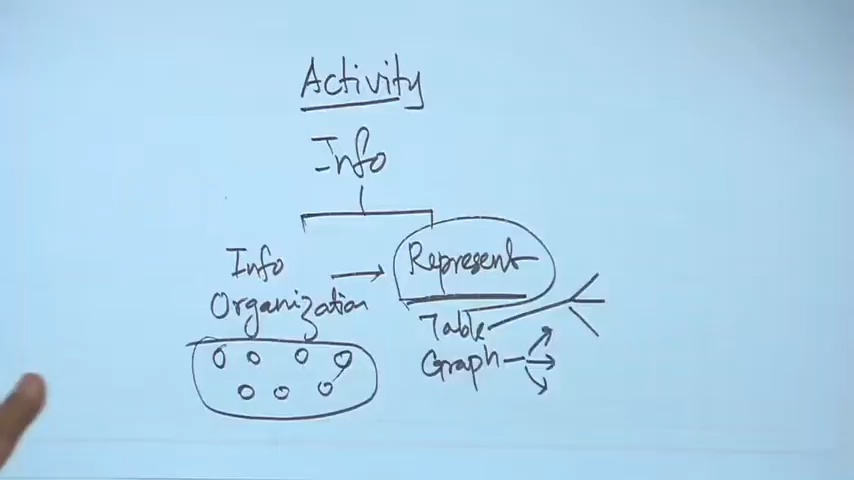 Activity
Info
Info
Organization
Represent
Table
Graph